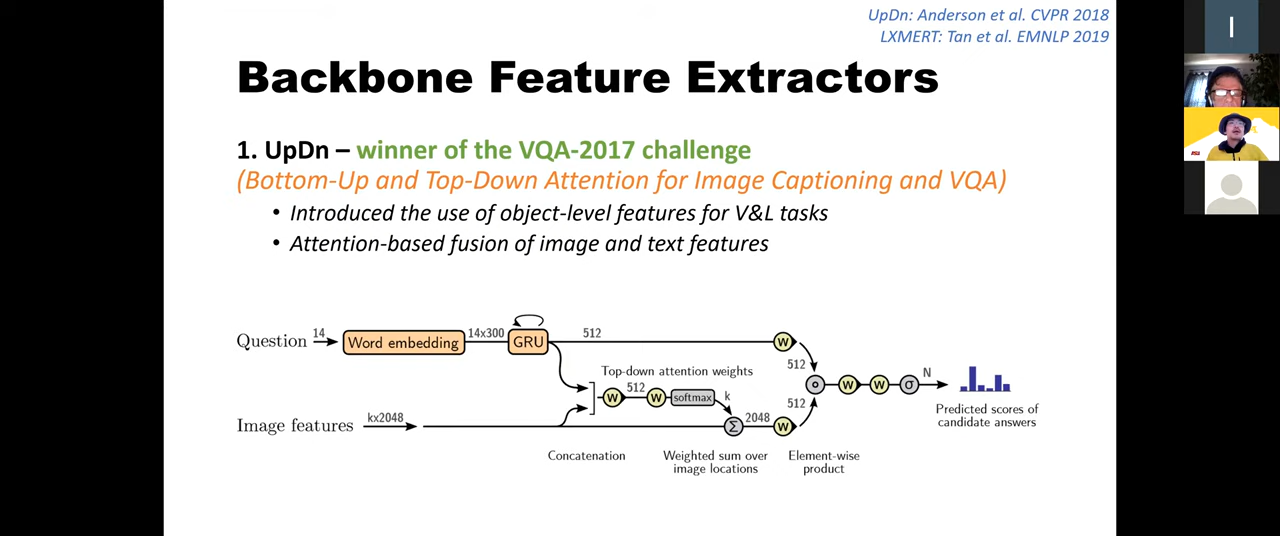 UpDn: Anderson et al. CVPR 2018
LXMERT: Tan et al. EMNLP 2019
Backbone Feature Extractors
1. UpDn – winner of the VQA-2017 challenge
(Bottom-Up and Top-Down Attention for Image Captioning and VQA)
• Introduced the use of object-level features for V&L tasks
• Attention-based fusion of image and text features
Question 14 Word embedding 14x300 GRU 512 w
512
Top-down attention weights
w 512 w softmax k
w w σ N
Predicted scores of
candidate answers
512
Image features kx2048 Σ 2048 w
Concatenation
Weighted sum over
image locations
Element-wise
product
I
ASU